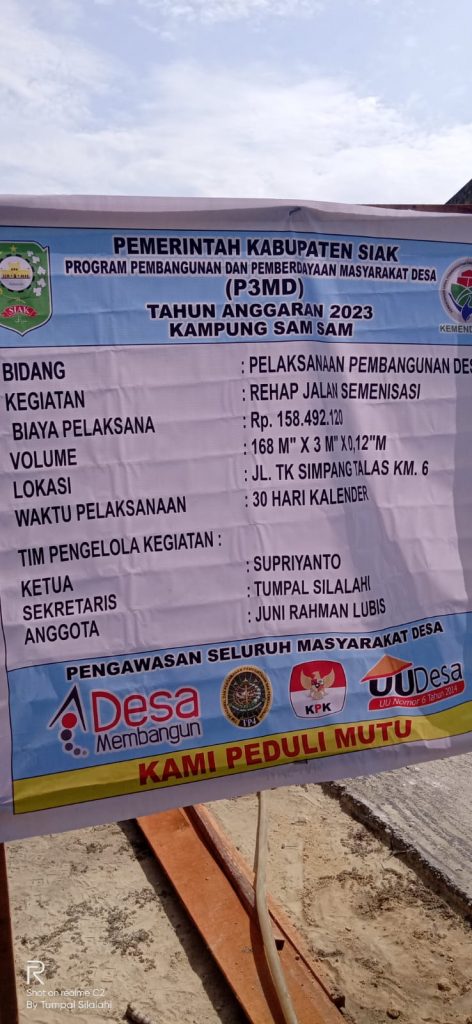 PEMERINTAH KABUPATEN SIAK
PROGRAM PEMBANGUNAN DAN PEMBERDAYAAN MASYARAKAT DESA
(P3MD)
TAHUN ANGGARAN 2023
KAMPUNG SAM SAM
SIAK
KEMEND
BIDANG : PELAKSANAAN PEMBANGUNAN DES
KEGIATAN : REHAP JALAN SEMENISASI
BIAYA PELAKSANA : Rp. 158.492.120
VOLUME : 168 M" X 3 M" X 0,12"M
LOKASI : JL. TK SIMPANG TALAS KM. 6
WAKTU PELAKSANAAN : 30 HARI KALENDER
TIM PENGELOLA KEGIATAN :
KETUA : SUPRIYANTO
SEKRETARIS : TUMPAL SILALAHI
ANGGOTA : JUNI RAHMAN LUBIS
PENGAWASAN SELURUH MASYARAKAT DESA
Desa
Membangun
KPK
UUDesa
UU Nomor 6 Tahun 2014
KAMI PEDULI MUTU
R
Shot on realme C2
By Tumpal Silalahi